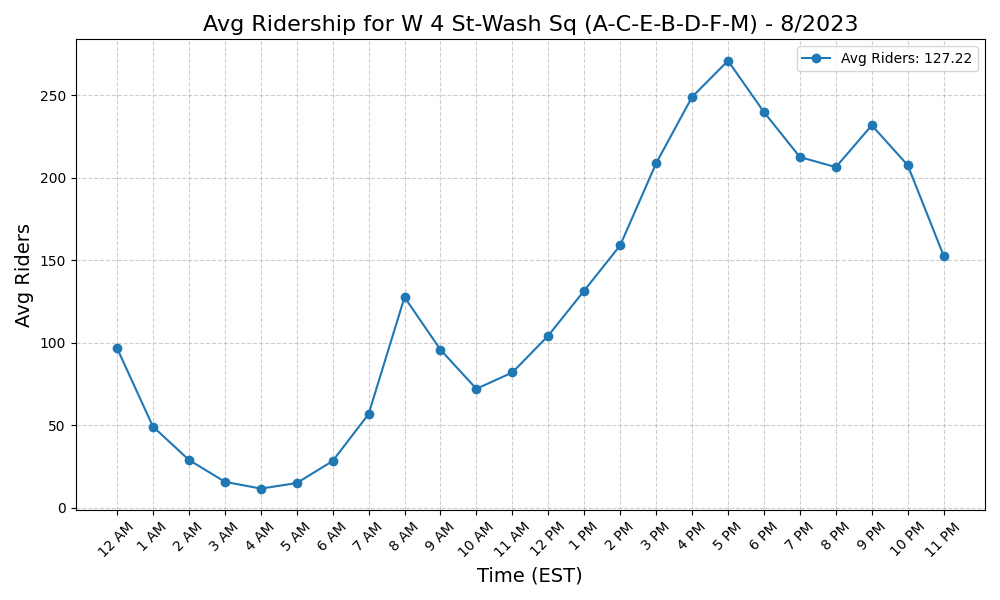 Avg Ridership for W 4 St-Wash Sq (A-C-E-B-D-F-M) - 8/2023
Avg Riders: 127.22
Avg Riders
250
200
150
100
50
0
12 AM
1 AM
2 AM
3 AM
4 AM
5 AM
6 AM
7 AM
8 AM
9 AM
10 AM
11 AM
12 PM
1 PM
2 PM
3 PM
4 PM
5 PM
6 PM
7 PM
8 PM
9 PM
10 PM
11 PM
Time (EST)